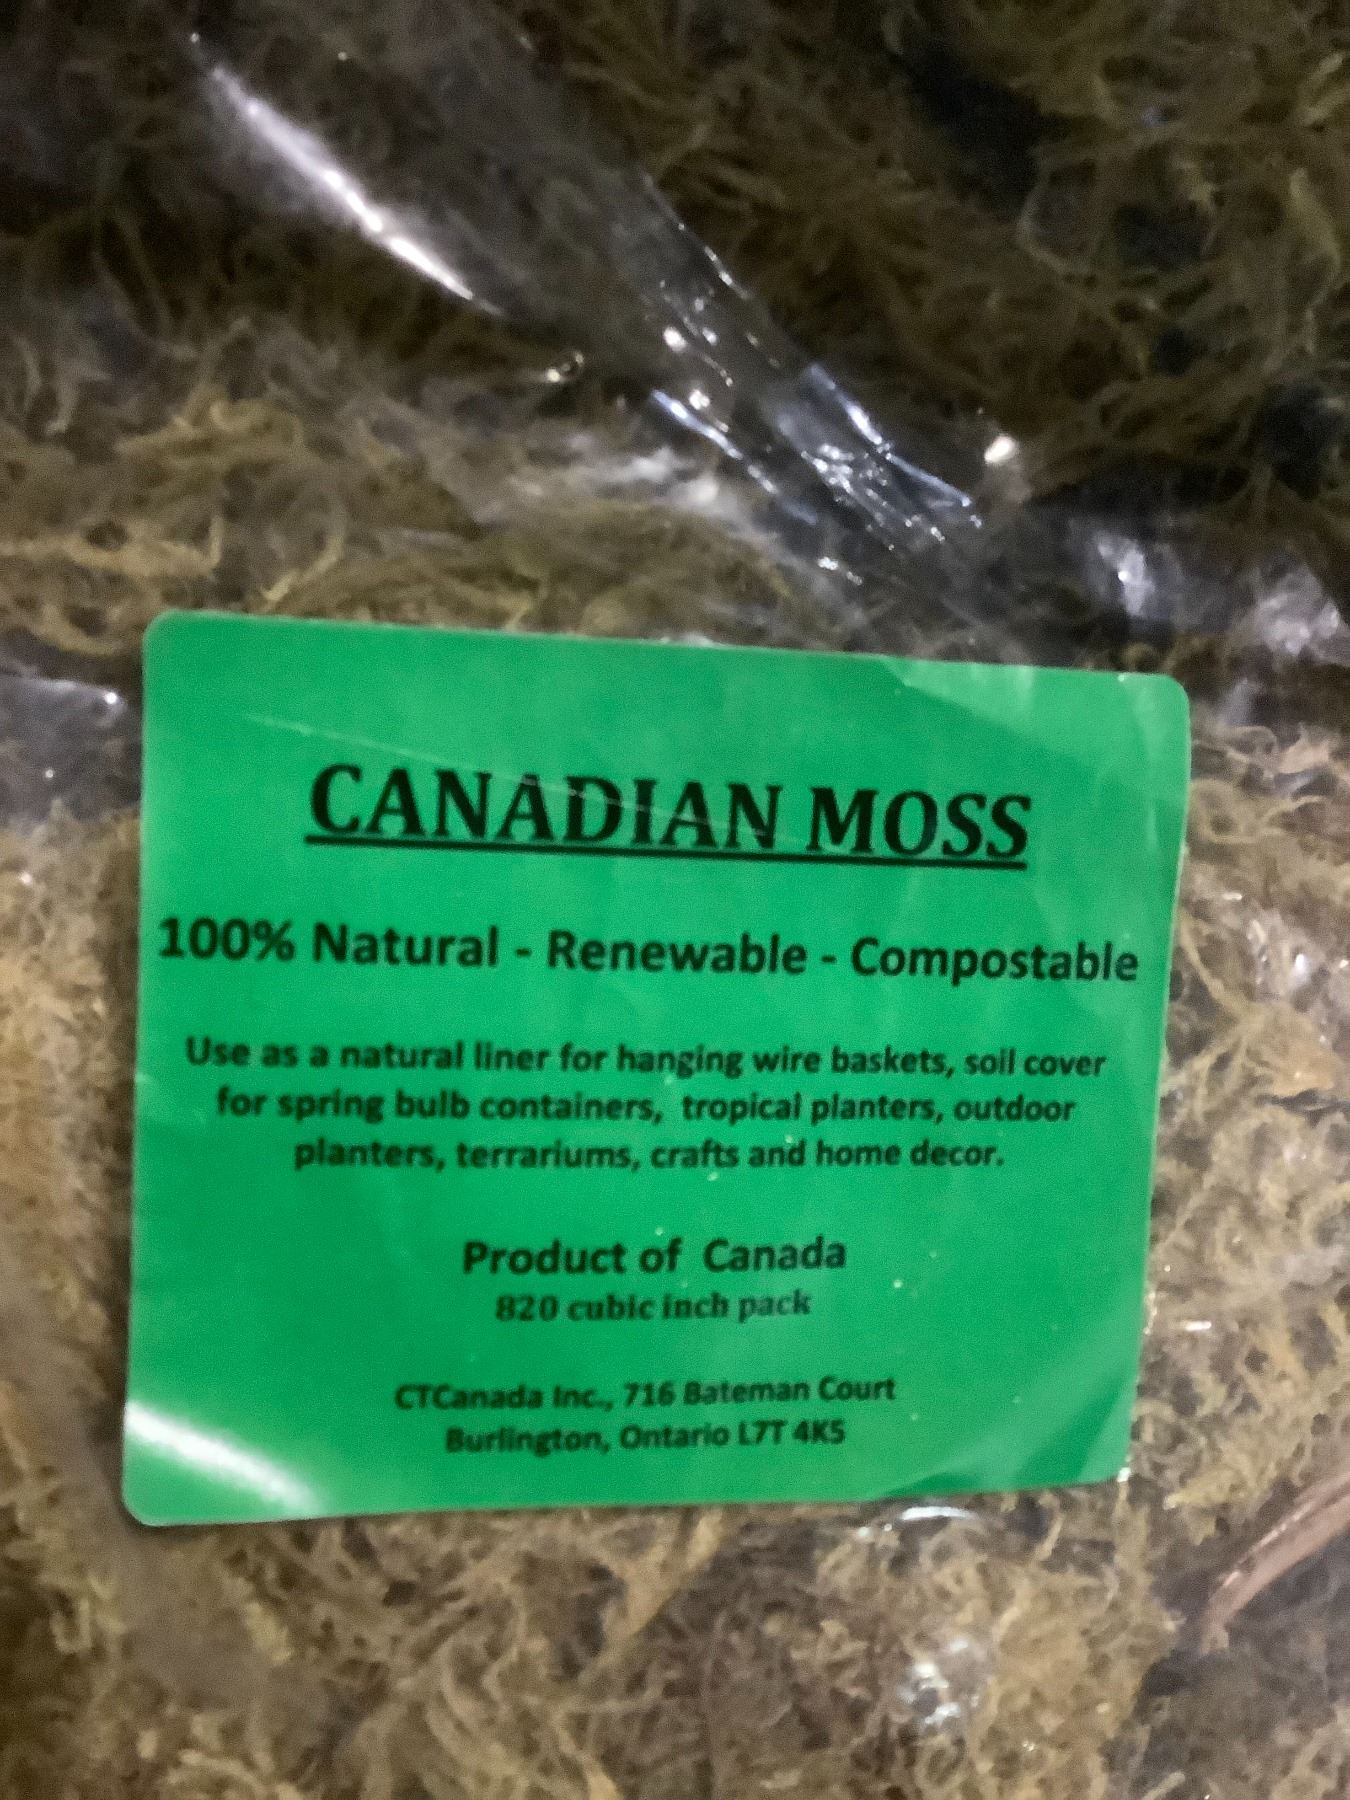 CANADIAN MOSS
100% Natural - Renewable - Compostable
Use as a natural liner for hanging wire baskets, soil cover
for spring bulb containers, tropical planters, outdoor
planters, terrariums, crafts and home decor.
Product of Canada
820 cubic inch pack
CTCanada Inc., 716 Bateman Court
Burlington, Ontario L7T 4K5